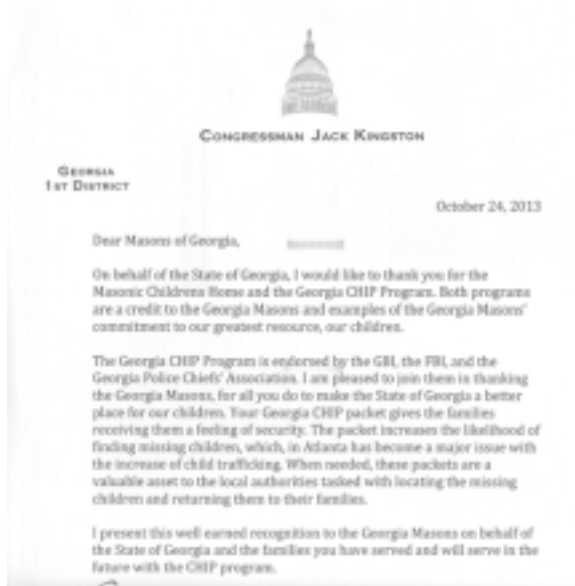 CONGRESSMAN JACK KINGSTON
GEORGIA
1ST DISTRICT
October 24, 2013
Dear Masons of Georgia,
On behalf of the State of Georgia, I would like to thank you for the
Masonic Childrens Home and the Georgia CHIP Program. Both programs
are a credit to the Georgia Masons and examples of the Georgia Masons'
commitment to our greatest resource, our children.
The Georgia CHIP Program is endorsed by the GBI, the FBI, and the
Georgia Police Chiefs' Association. I am pleased to join them in thanking
the Georgia Masons, for all you do to make the State of Georgia a better
place for our children. Your Georgia CHIP packet gives the families
receiving them a feeling of security. The packet increases the likelihood of
finding missing children, which, in Atlanta has become a major issue with
the increase of child trafficking. When needed, these packets are a
valuable asset to the local authorities tasked with locating the missing
children and returning them to their families.
I present this well earned recognition to the Georgia Masons on behalf of
the State of Georgia and the families you have served and will serve in the
future with the CHIP program.